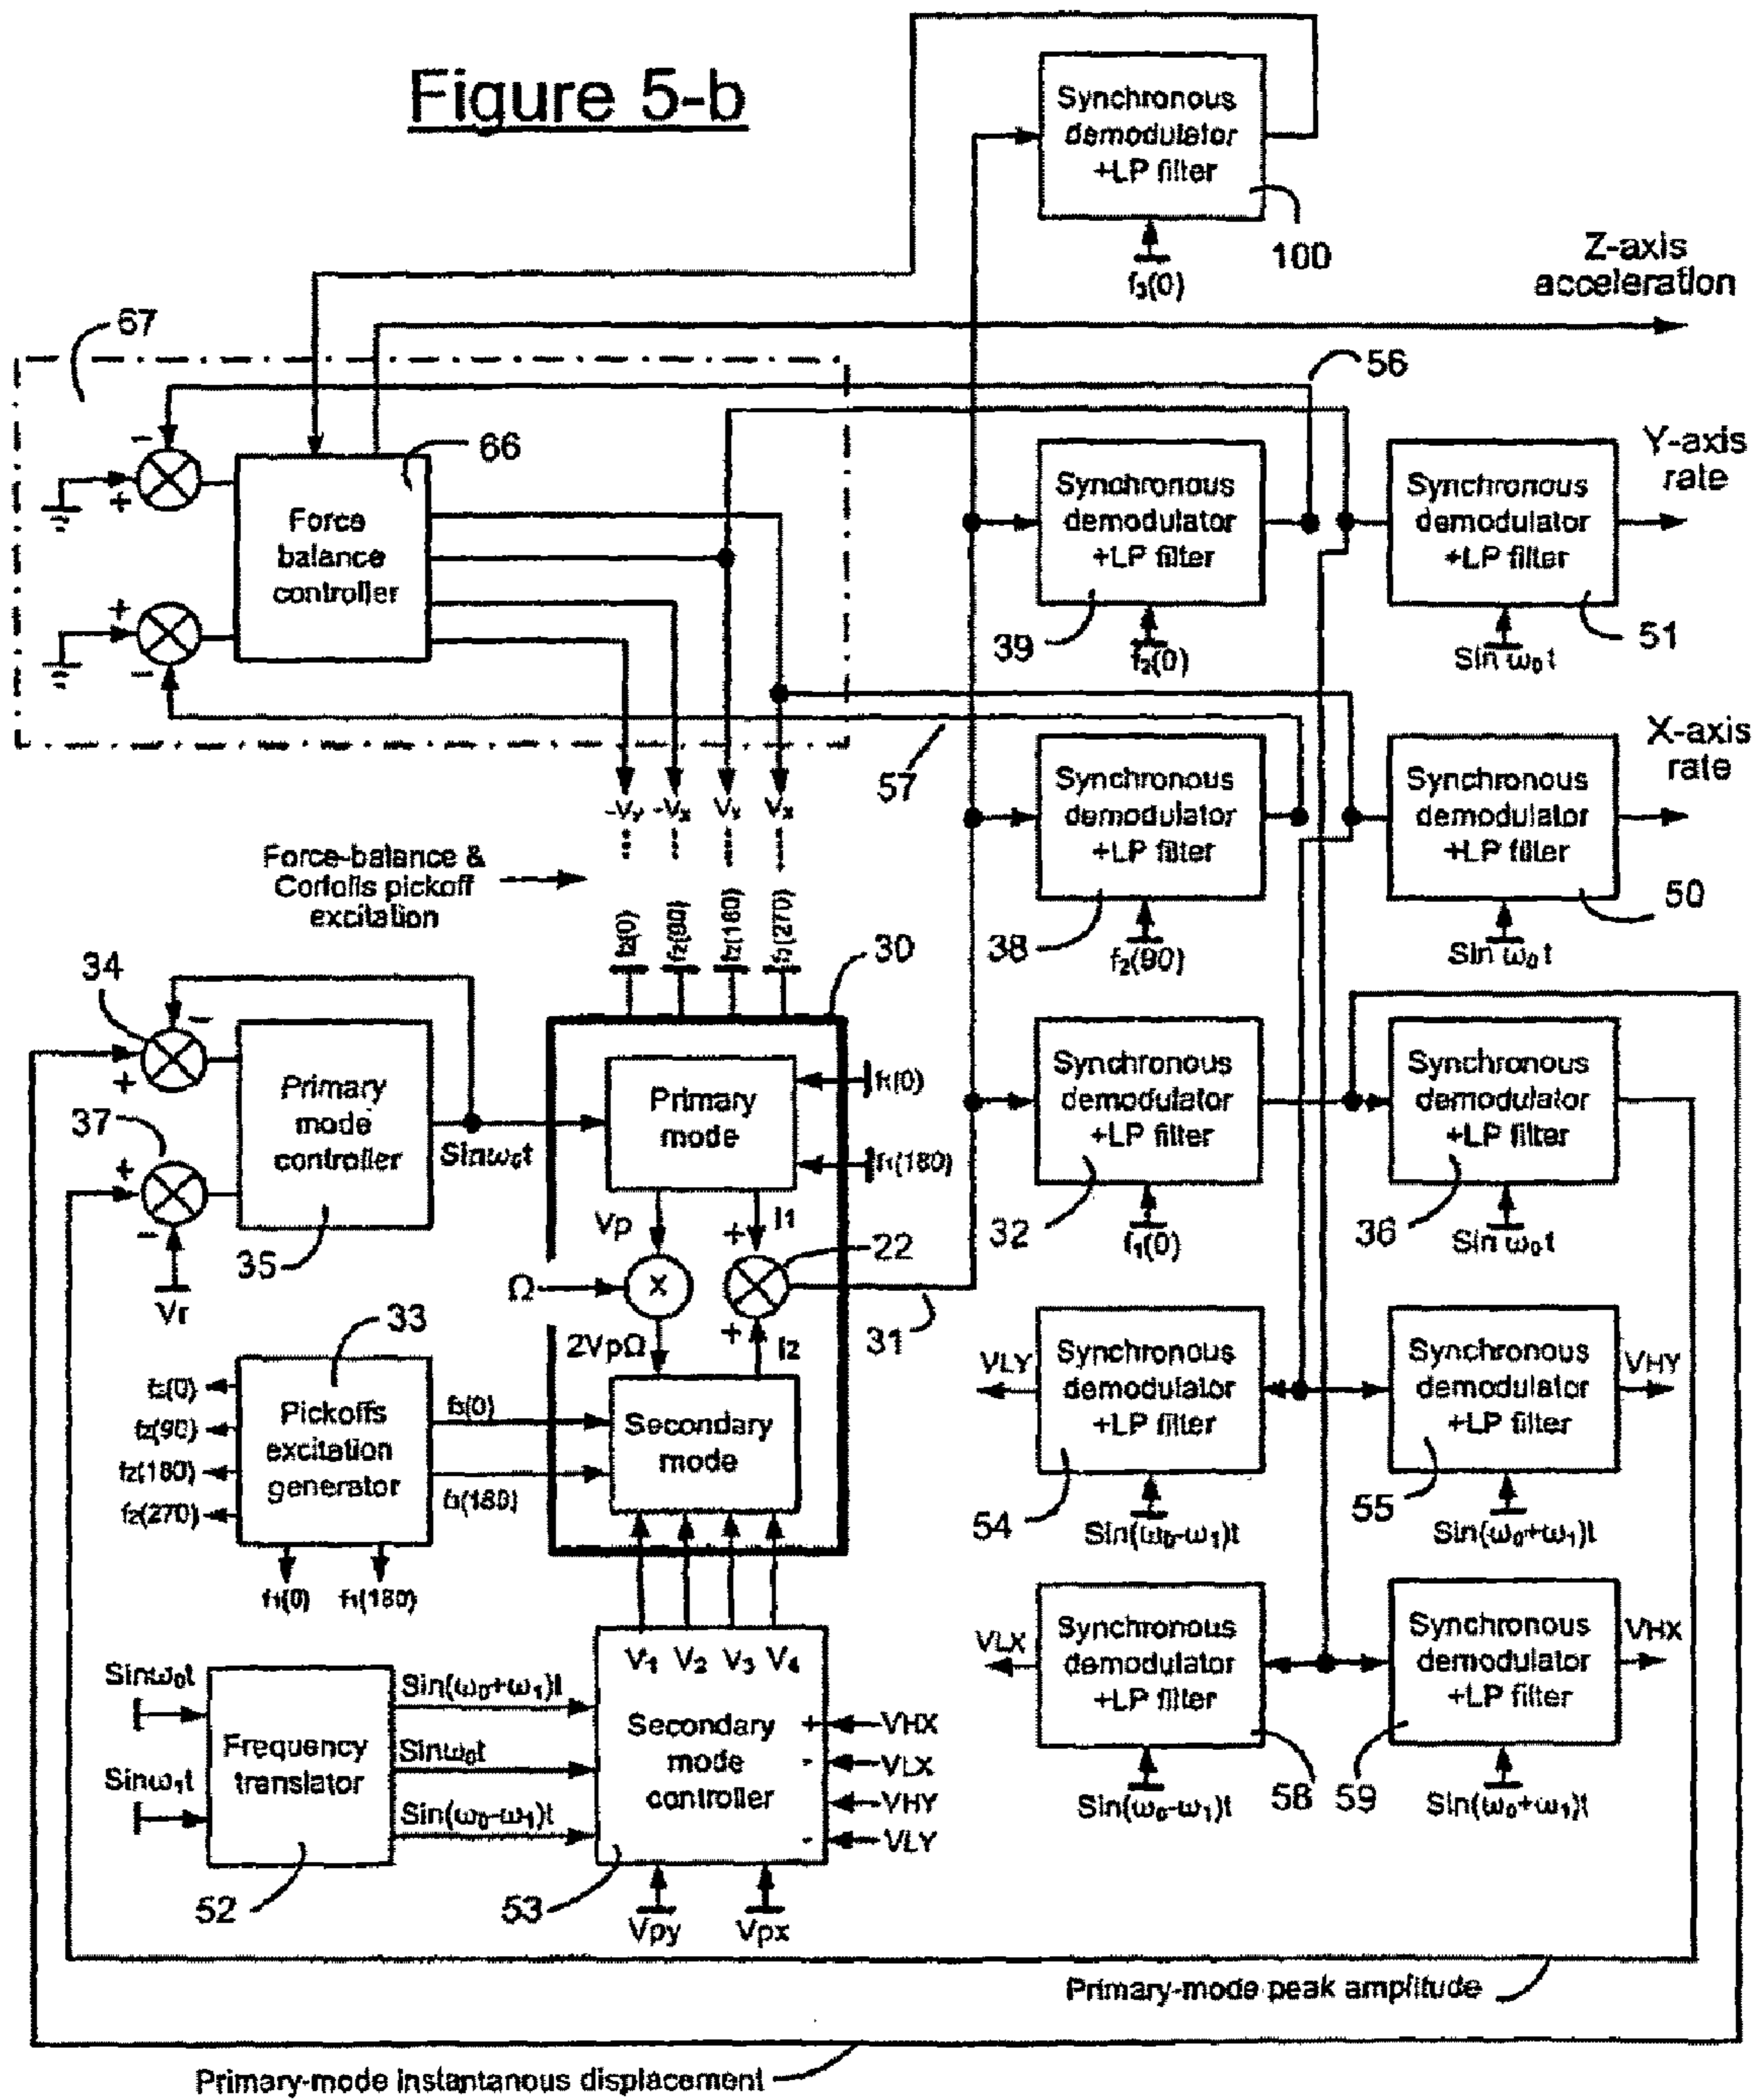 Figure 5-b
Synchronous
demodulator
+LP filter
100
f₃(0)
Z-axis
acceleration
67
56
66
Force
balance
controller
-
+
+
-
Synchronous
demodulator
+LP filter
39
f₂(0)
Synchronous
demodulator
+LP filter
51
Sin ω₀t
Y-axis
rate
57
Synchronous
demodulator
+LP filter
38
f₂(90)
Synchronous
demodulator
+LP filter
50
Sin ω₀t
X-axis
rate
-Vᵧ -Vₓ Vᵧ Vₓ
Force-balance &
Coriolis pickoff
excitation
f₂(0)
f₂(90)
f₂(180)
f₂(270)
30
34
-
+
37
+
-
Vr
Primary
mode
controller
35
Sinω₀t
Primary
mode
f₁(0)
f₁(180)
Vp
I1
+
22
Ω
X
2VpΩ
+
I2
31
Secondary
mode
Synchronous
demodulator
+LP filter
32
f₁(0)
Synchronous
demodulator
+LP filter
36
Sin ω₀t
33
Pickoffs
excitation
generator
f₂(90)
f₂(180)
f₂(270)
f₃(0)
f₃(180)
f₁(0)
f₁(180)
VLY
Synchronous
demodulator
+LP filter
54
Sin(ω₀-ω₁)t
Synchronous
demodulator
+LP filter
55
Sin(ω₀+ω₁)t
VHY
Sinω₀t
Sinω₁t
Frequency
translator
52
Sin(ω₀+ω₁)t
Sinω₀t
Sin(ω₀-ω₁)t
V₁ V₂ V₃ V₄
Secondary
mode
controller
53
+ VHX
- VLX
VHY
- VLY
Vpy
Vpx
VLX
Synchronous
demodulator
+LP filter
58
Sin(ω₀-ω₁)t
Synchronous
demodulator
+LP filter
59
Sin(ω₀+ω₁)t
VHX
Primary-mode peak amplitude
Primary-mode instantanous displacement